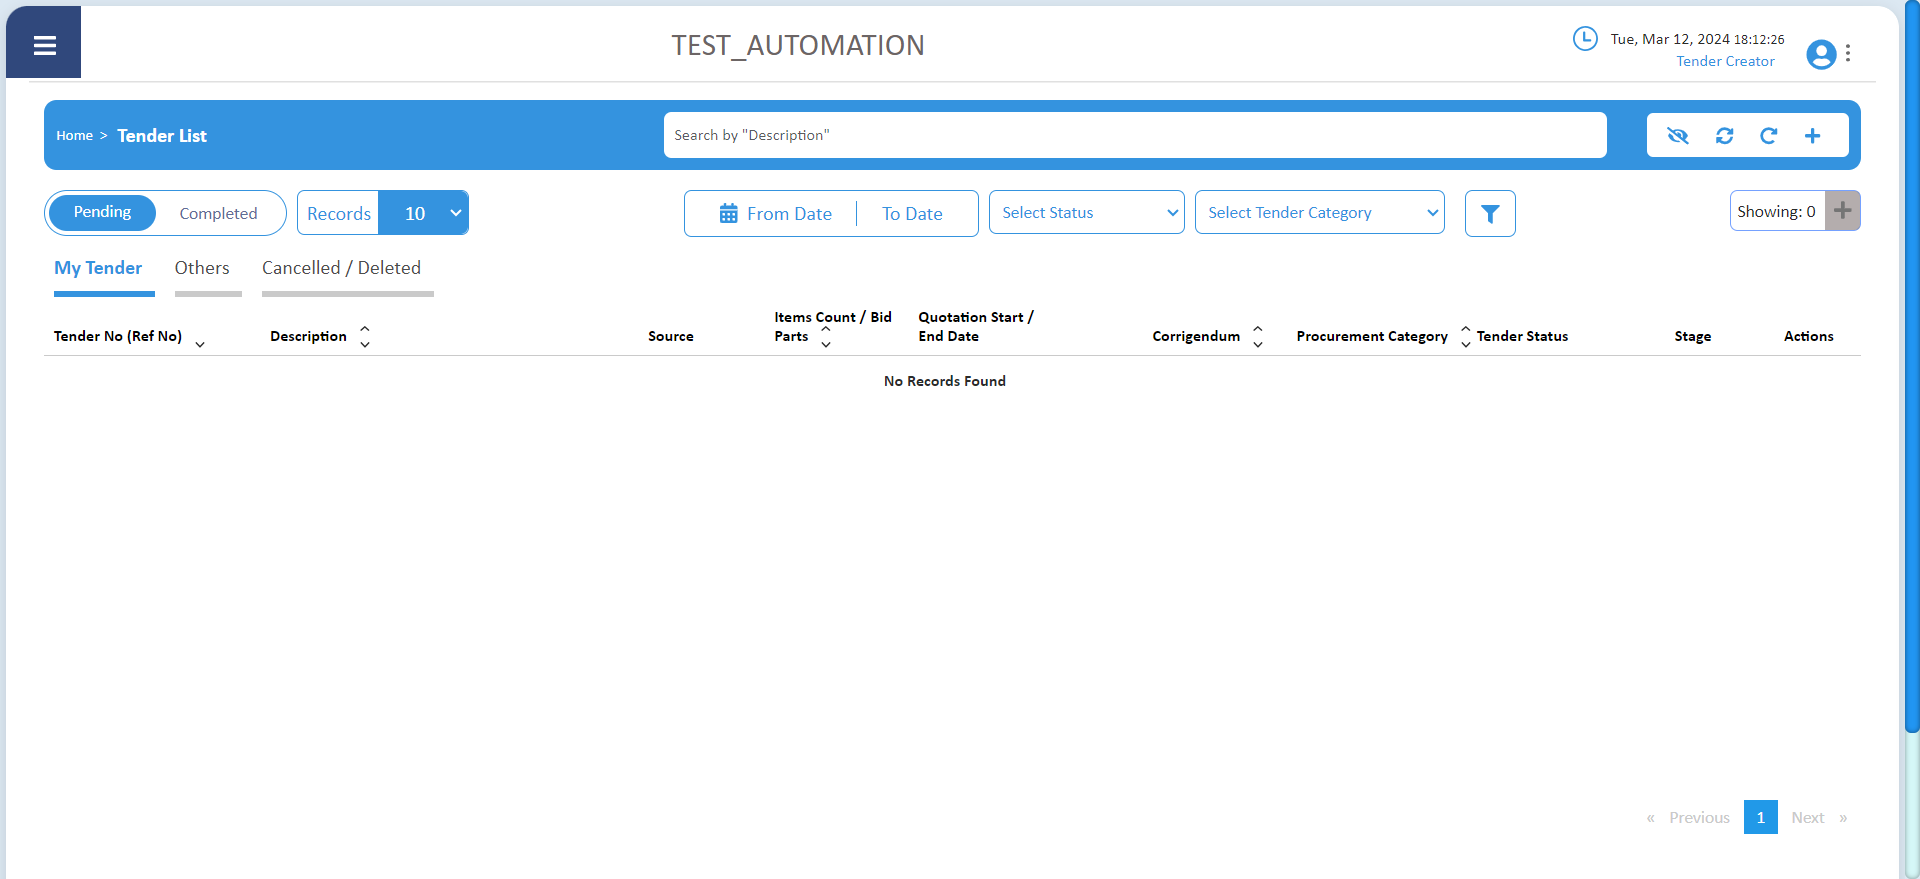 TEST_AUTOMATION
Tue, Mar 12, 2024 18:12:26
Tender Creator
Home > Tender List
Search by "Description"
Pending
Completed
Records
10
From Date
To Date
Select Status
Select Tender Category
Showing: 0
My Tender
Others
Cancelled / Deleted
Tender No (Ref No)
Description
Source
Items Count / Bid
Parts
Quotation Start /
End Date
Corrigendum
Procurement Category
Tender Status
Stage
Actions
No Records Found
« Previous 1 Next »